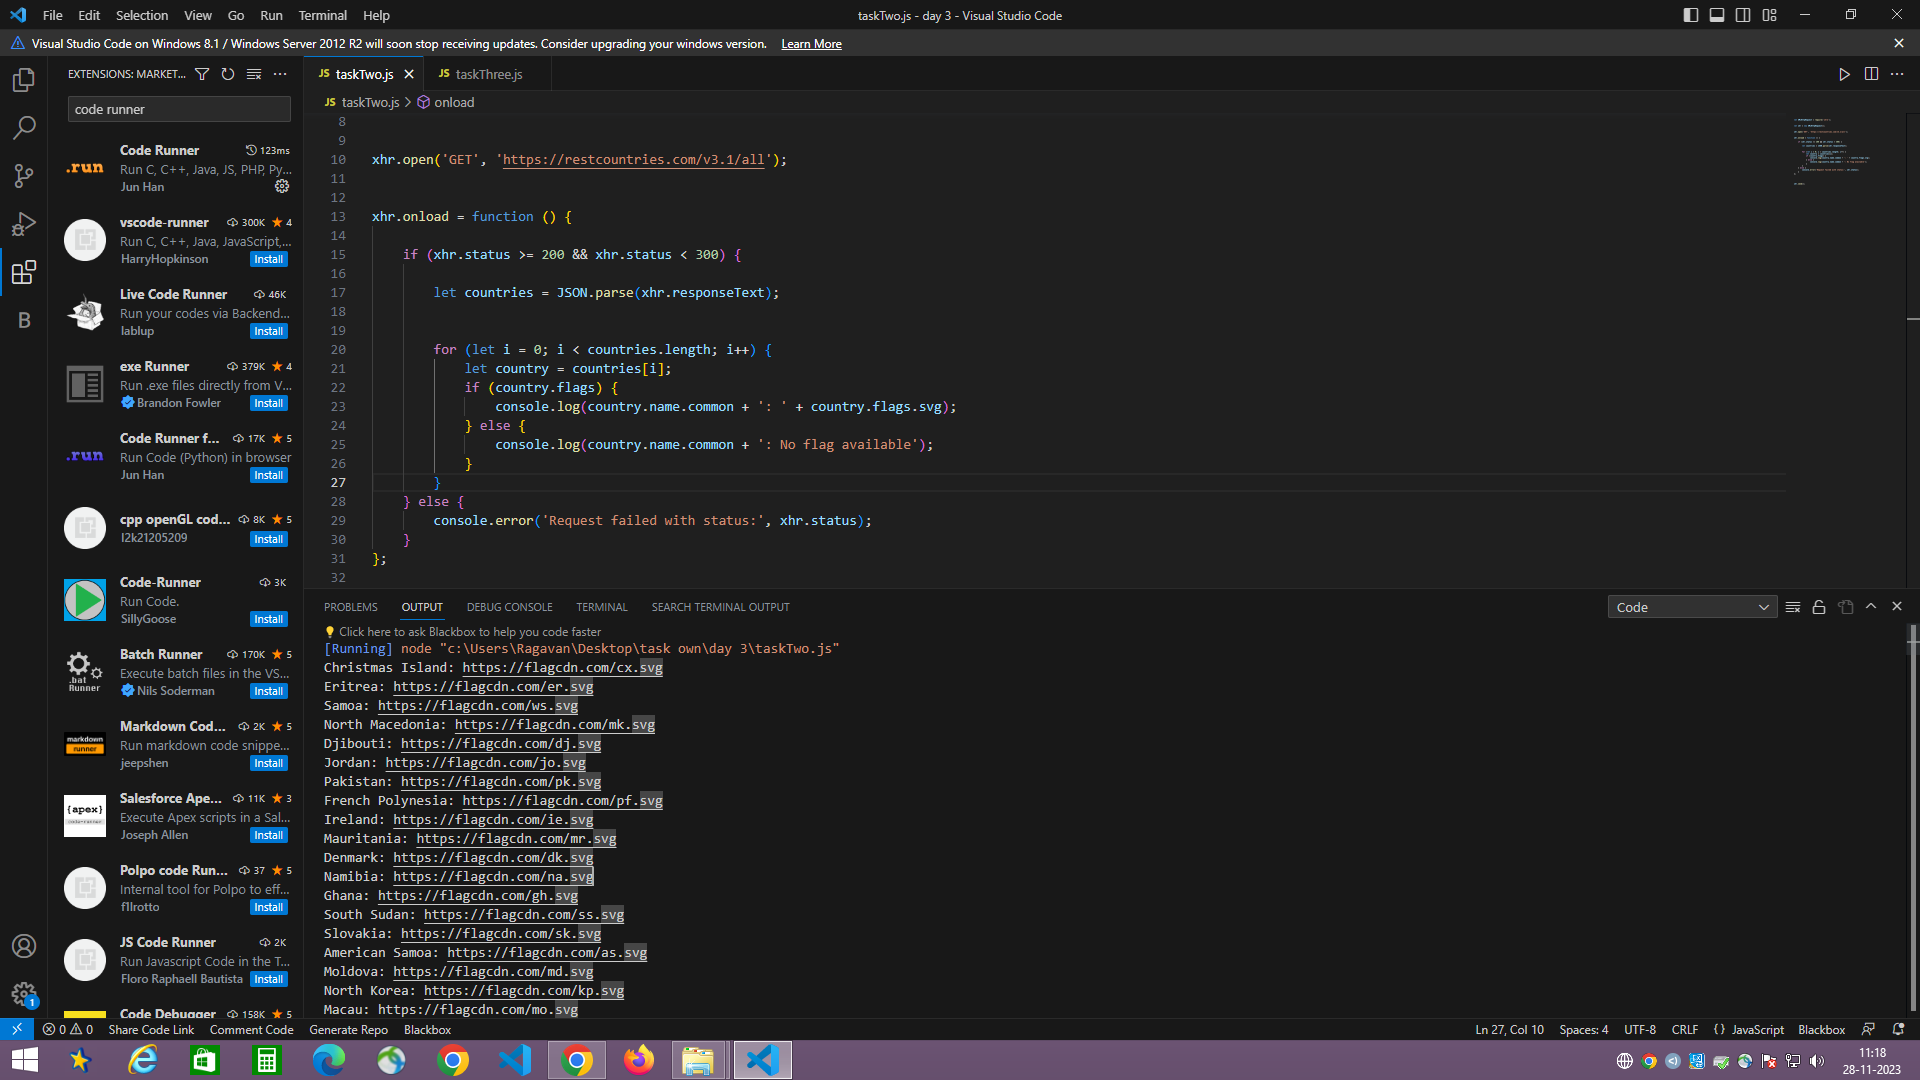 File Edit Selection View Go Run Terminal Help
taskTwo.js - day 3 - Visual Studio Code
Visual Studio Code on Windows 8.1 / Windows Server 2012 R2 will soon stop receiving updates. Consider upgrading your windows version. Learn More
EXTENSIONS: MARKET...
code runner
Code Runner 123ms
Run C, C++, Java, JS, PHP, Py...
Jun Han
vscode-runner 300K 4
Run C, C++, Java, JavaScript,...
HarryHopkinson Install
Live Code Runner 46K
Run your codes via Backend...
lablup Install
exe Runner 379K 4
Run .exe files directly from V...
Brandon Fowler Install
Code Runner f... 17K 5
Run Code (Python) in browser
Jun Han Install
cpp openGL cod... 8K 5
l2k21205209 Install
Code-Runner 3K
Run Code.
SillyGoose Install
Batch Runner 170K 5
Execute batch files in the VS...
Nils Soderman Install
Markdown Cod... 2K 5
Run markdown code snippe...
jeepshen Install
Salesforce Ape... 11K 3
Execute Apex scripts in a Sal...
Joseph Allen Install
Polpo code Run... 37 5
Internal tool for Polpo to eff...
f1lrotto Install
JS Code Runner 2K
Run Javascript Code in the T...
Floro Raphaell Bautista Install
Code Debugger 158K 5
.run
.run
.bat
Runner
markdown
runner
{apex}
B
1
JS taskTwo.js
JS taskThree.js
JS taskTwo.js > onload
8
9
10 xhr.open('GET', 'https://restcountries.com/v3.1/all');
11
12
13 xhr.onload = function () {
14
15 if (xhr.status >= 200 && xhr.status < 300) {
16
17 let countries = JSON.parse(xhr.responseText);
18
19
20 for (let i = 0; i < countries.length; i++) {
21 let country = countries[i];
22 if (country.flags) {
23 console.log(country.name.common + ': ' + country.flags.svg);
24 } else {
25 console.log(country.name.common + ': No flag available');
26 }
27 }
28 } else {
29 console.error('Request failed with status:', xhr.status);
30 }
31 };
32
PROBLEMS OUTPUT DEBUG CONSOLE TERMINAL SEARCH TERMINAL OUTPUT
Code
Click here to ask Blackbox to help you code faster
[Running] node "c:\Users\Ragavan\Desktop\task own\day 3\taskTwo.js"
Christmas Island: https://flagcdn.com/cx.svg
Eritrea: https://flagcdn.com/er.svg
Samoa: https://flagcdn.com/ws.svg
North Macedonia: https://flagcdn.com/mk.svg
Djibouti: https://flagcdn.com/dj.svg
Jordan: https://flagcdn.com/jo.svg
Pakistan: https://flagcdn.com/pk.svg
French Polynesia: https://flagcdn.com/pf.svg
Ireland: https://flagcdn.com/ie.svg
Mauritania: https://flagcdn.com/mr.svg
Denmark: https://flagcdn.com/dk.svg
Namibia: https://flagcdn.com/na.svg
Ghana: https://flagcdn.com/gh.svg
South Sudan: https://flagcdn.com/ss.svg
Slovakia: https://flagcdn.com/sk.svg
American Samoa: https://flagcdn.com/as.svg
Moldova: https://flagcdn.com/md.svg
North Korea: https://flagcdn.com/kp.svg
Macau: https://flagcdn.com/mo.svg
0 0 Share Code Link Comment Code Generate Repo Blackbox
Ln 27, Col 10 Spaces: 4 UTF-8 CRLF {} JavaScript Blackbox
11:18
28-11-2023